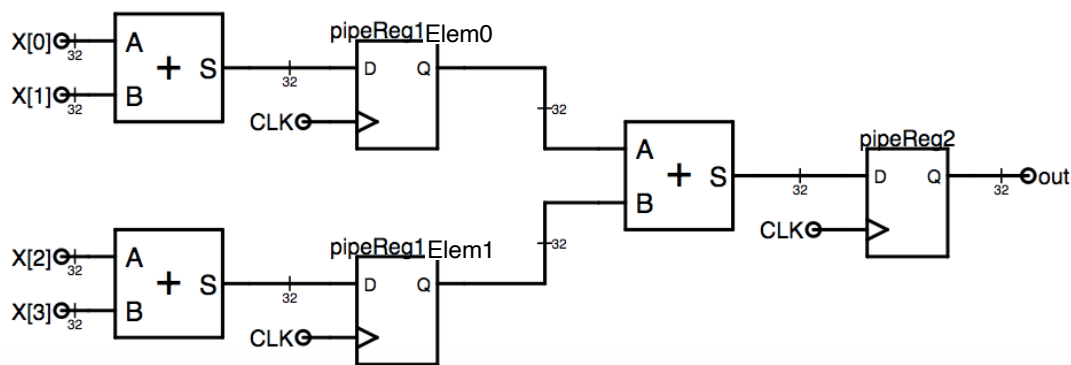 pipeReg1Elem0
X[0] 32 A
+ S 32 D Q
X[1] 32 B
CLK
32
A
+ S 32
B
pipeReg2
D Q 32 out
CLK
32
pipeReg1Elem1
X[2] 32 A
+ S 32 D Q
X[3] 32 B
CLK